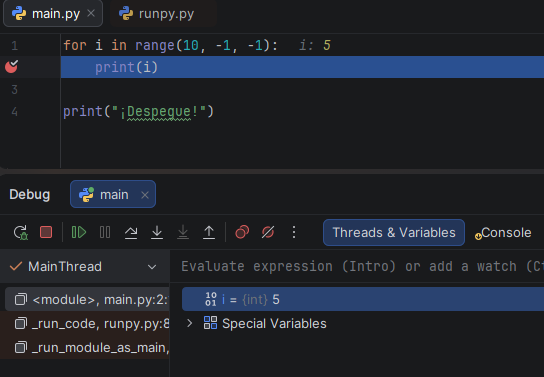 main.py runpy.py
1 for i in range(10, -1, -1): i: 5
print(i)
3
4 print("¡Despegue!")
Debug main
Threads & Variables Console
MainThread
Evaluate expression (Intro) or add a watch (Ct
<module>, main.py:2,
i = {int} 5
_run_code, runpy.py:8
Special Variables
_run_module_as_main,